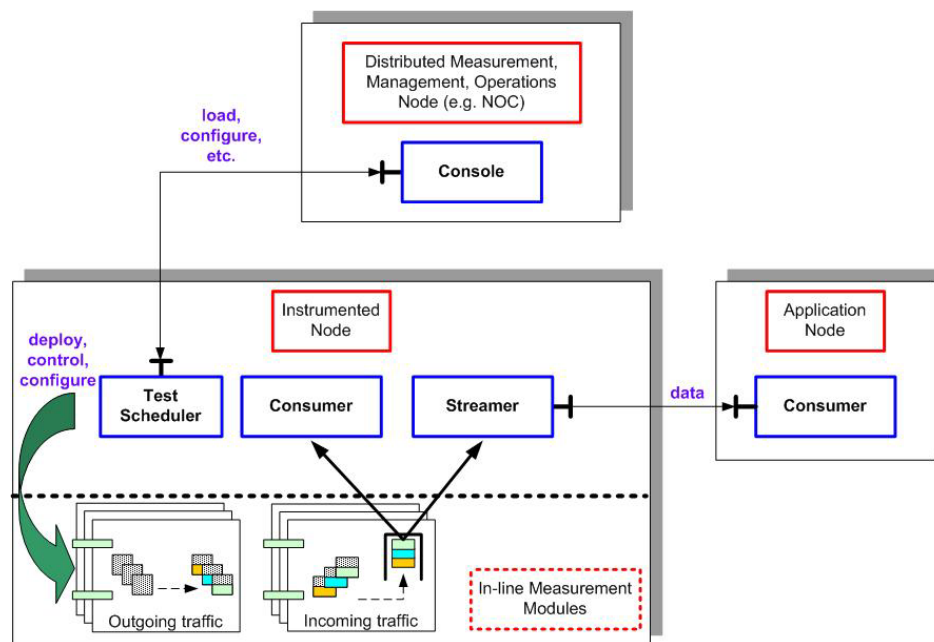 Distributed Measurement,
Management, Operations
Node (e.g. NOC)
load,
configure,
etc.
Console
Instrumented
Node
Application
Node
deploy,
control,
configure
Test
Scheduler
Consumer
Streamer
data
Consumer
In-line Measurement
Modules
Outgoing traffic
Incoming traffic